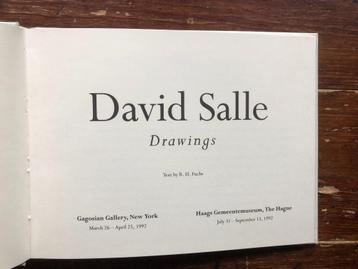 David Salle
Drawings
Text by R. H. Fuchs
Gagosian Gallery, New York
March 26 – April 25, 1992
Haags Gemeentemuseum, The Hague
July 31 – September 13, 1992